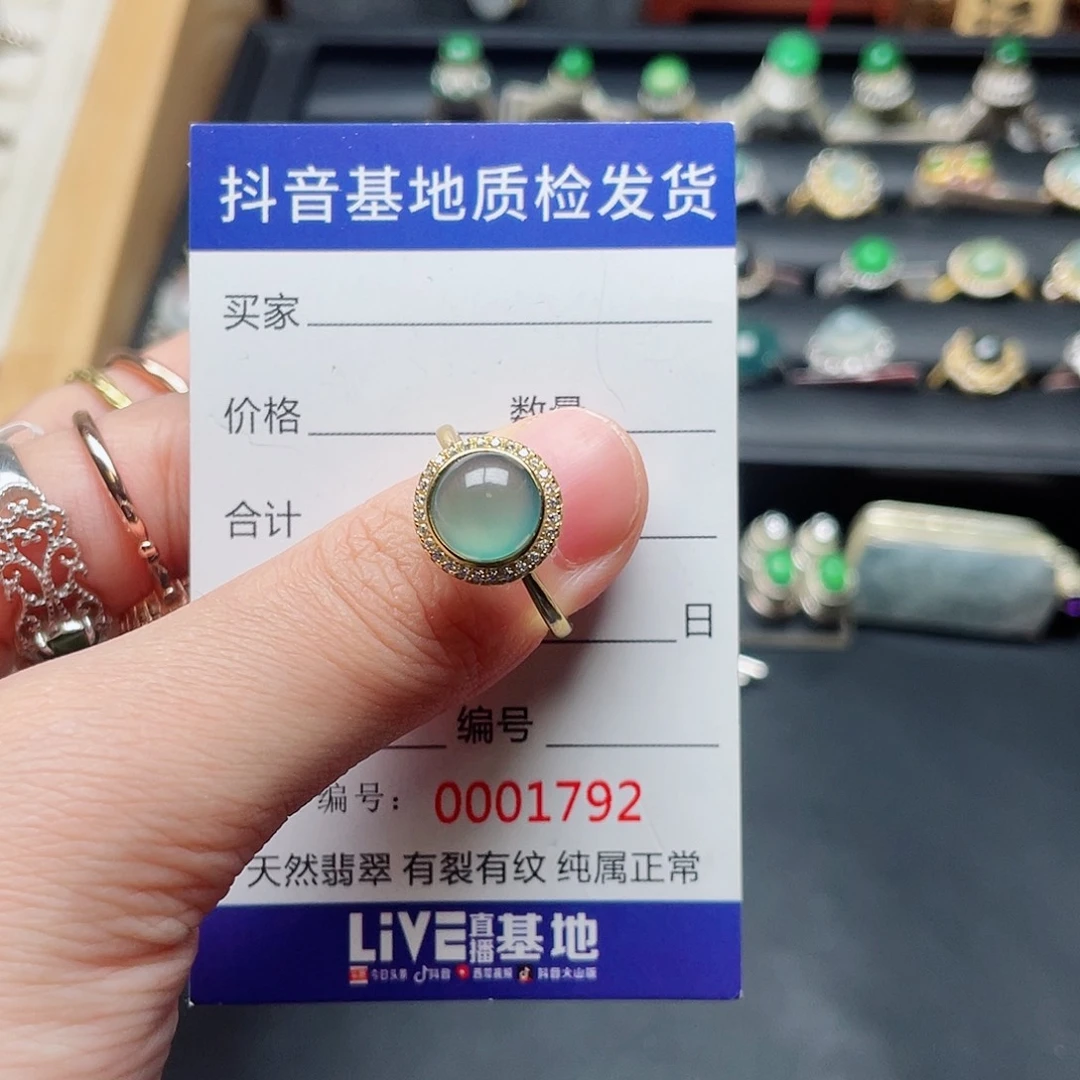 抖音基地质检发货
买家
价格 数量
合计
日
编号
编号：0001792
天然翡翠 有裂有纹 纯属正常
LiVE直播基地
今日头条 抖音 西瓜视频 抖音火山版